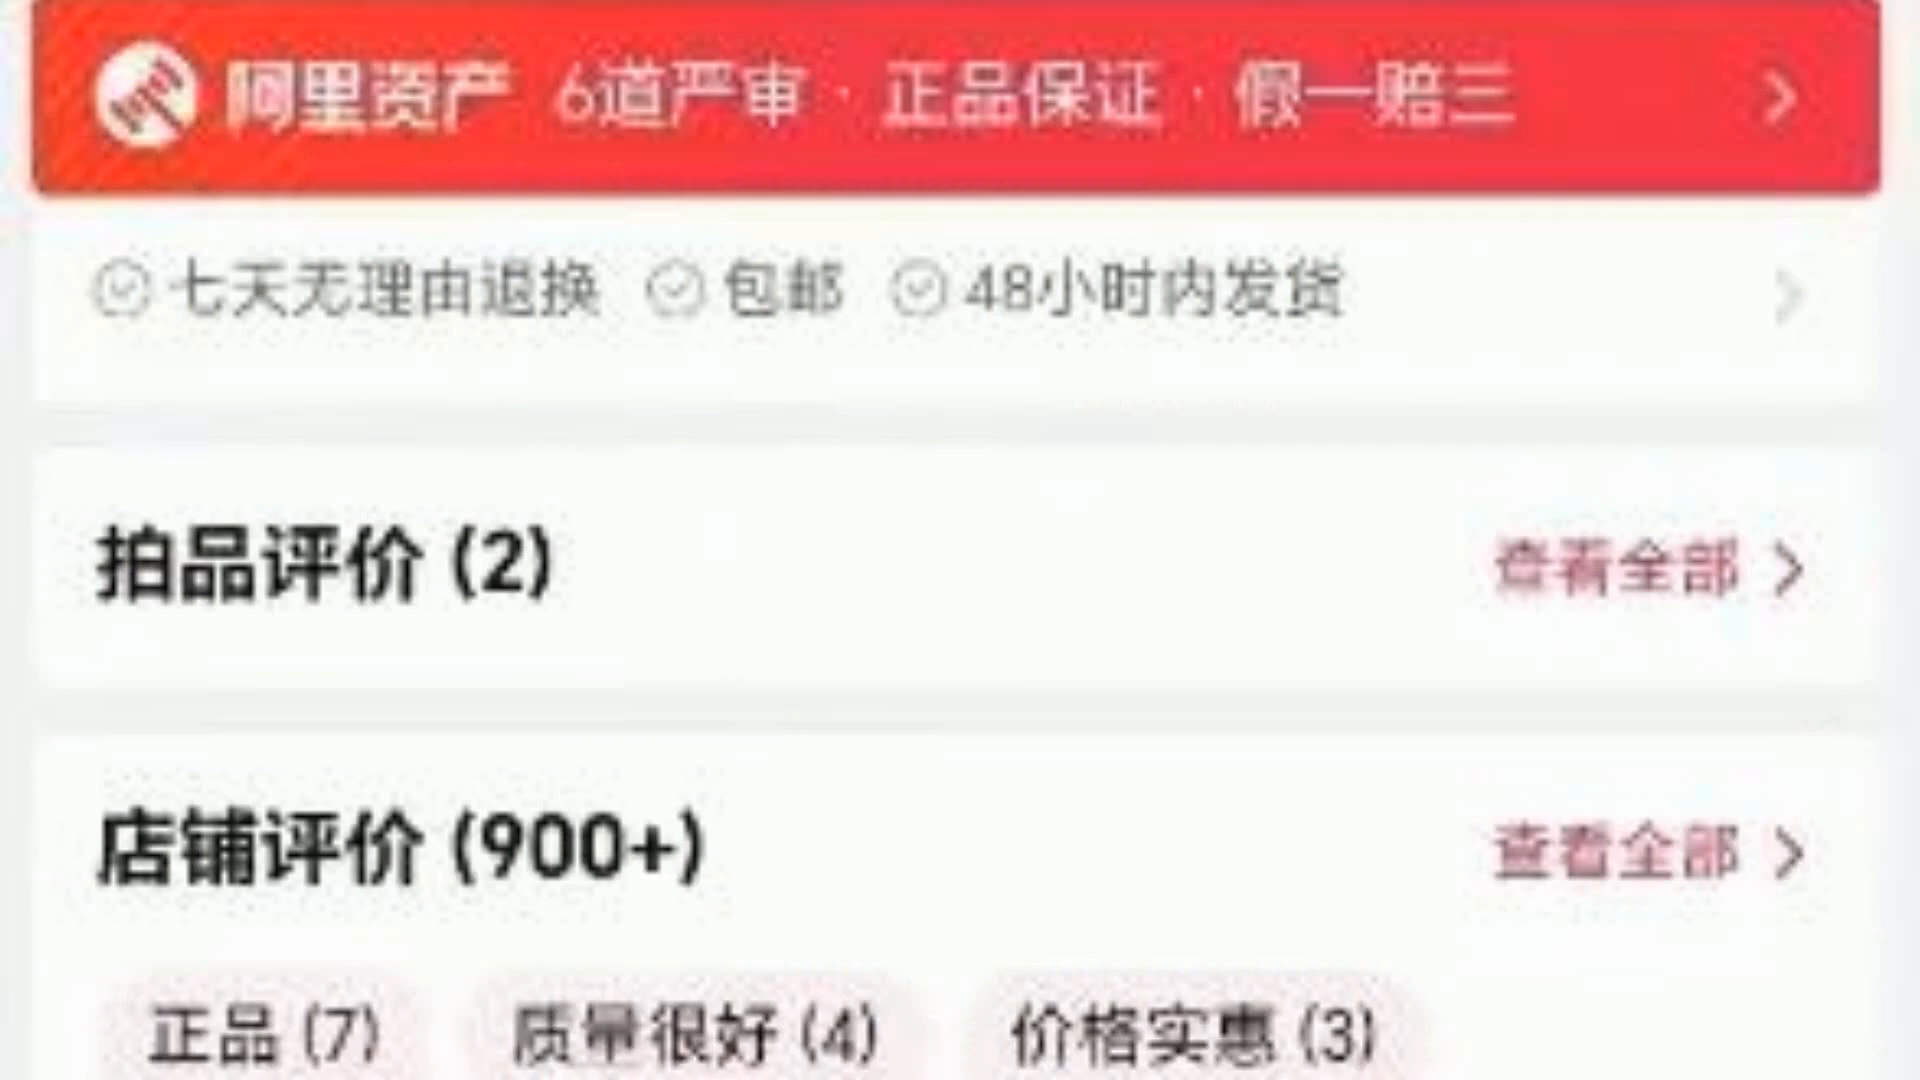 阿里资产 6道严审 · 正品保证 · 假一赔三
七天无理由退换 包邮 48小时内发货
拍品评价 (2) 查看全部
店铺评价 (900+) 查看全部
正品 (7) 质量很好 (4) 价格实惠 (3)